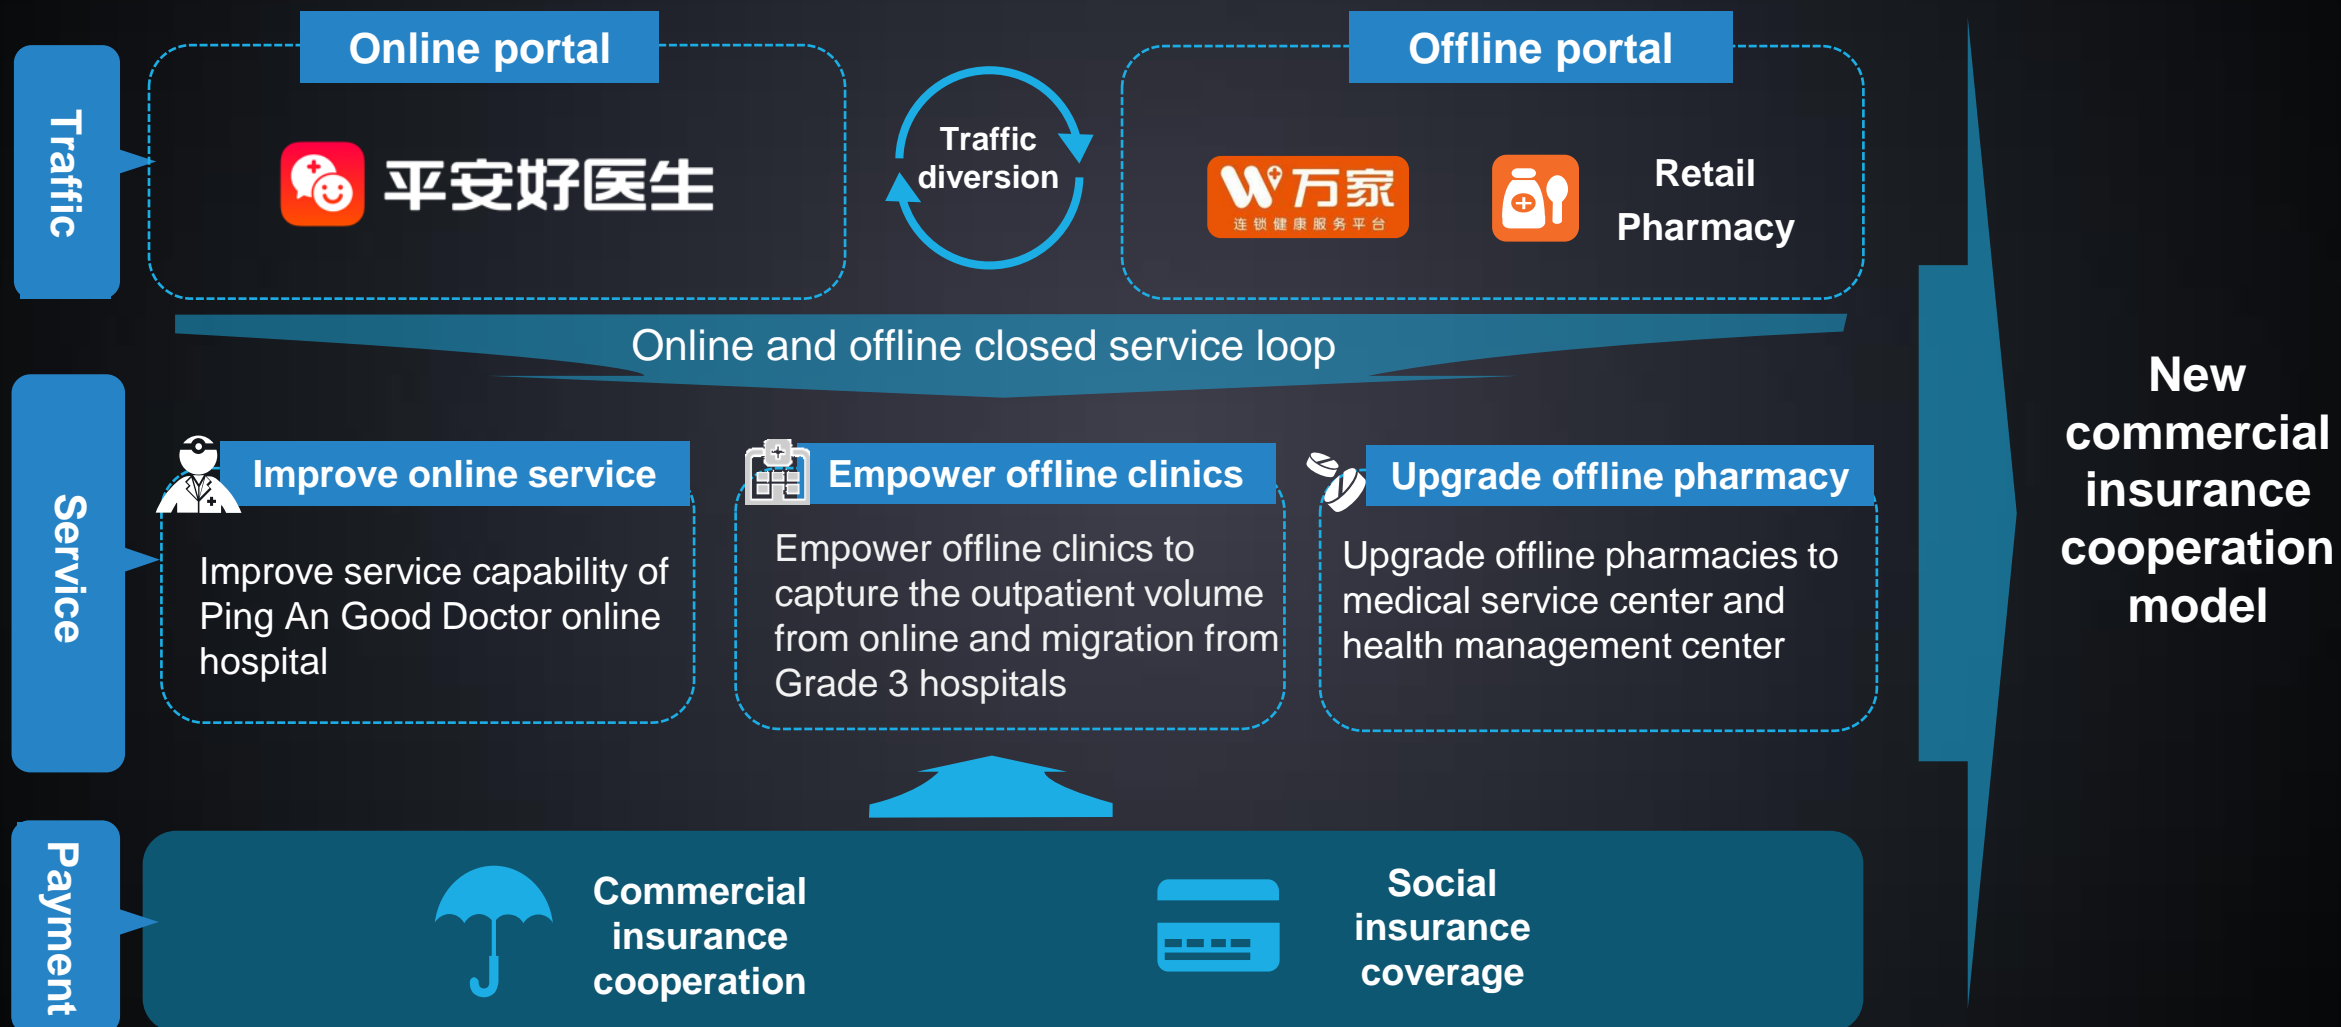 Traffic
Online portal
平安好医生
Traffic
diversion
Offline portal
W 万家
连锁健康服务平台
Retail
Pharmacy
Online and offline closed service loop
Service
Improve online service
Improve service capability of
Ping An Good Doctor online
hospital
Empower offline clinics
Empower offline clinics to
capture the outpatient volume
from online and migration from
Grade 3 hospitals
Upgrade offline pharmacy
Upgrade offline pharmacies to
medical service center and
health management center
Payment
Commercial
insurance
cooperation
Social
insurance
coverage
New
commercial
insurance
cooperation
model